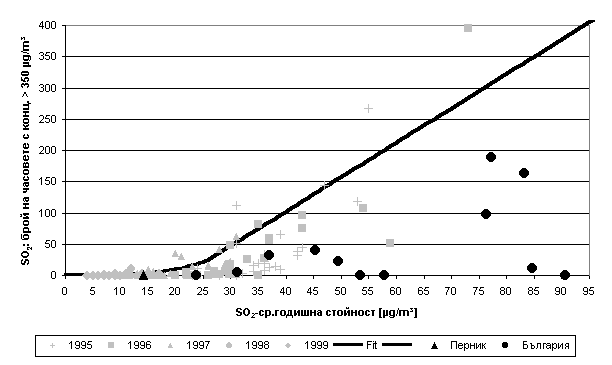 SO₂; брой на часовете с конц. > 350 µg/m³
400
350
300
250
200
150
100
50
0
0 5 10 15 20 25 30 35 40 45 50 55 60 65 70 75 80 85 90 95
SO₂-ср.годишна стойност [µg/m³]
1995 1996 1997 1998 1999 Fit Перник България